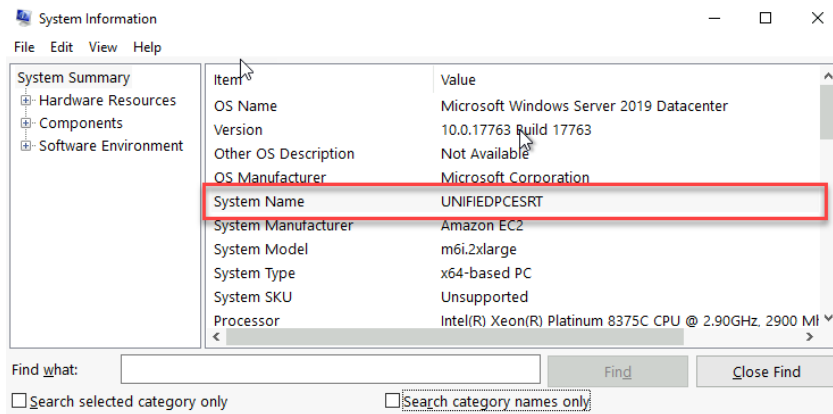 System Information
File Edit View Help
System Summary
Hardware Resources
Components
Software Environment
Item Value
OS Name Microsoft Windows Server 2019 Datacenter
Version 10.0.17763 Build 17763
Other OS Description Not Available
OS Manufacturer Microsoft Corporation
System Name UNIFIEDPCESRT
System Manufacturer Amazon EC2
System Model m6i.2xlarge
System Type x64-based PC
System SKU Unsupported
Processor Intel(R) Xeon(R) Platinum 8375C CPU @ 2.90GHz, 2900
Find what: Find Close Find
Search selected category only Search category names only